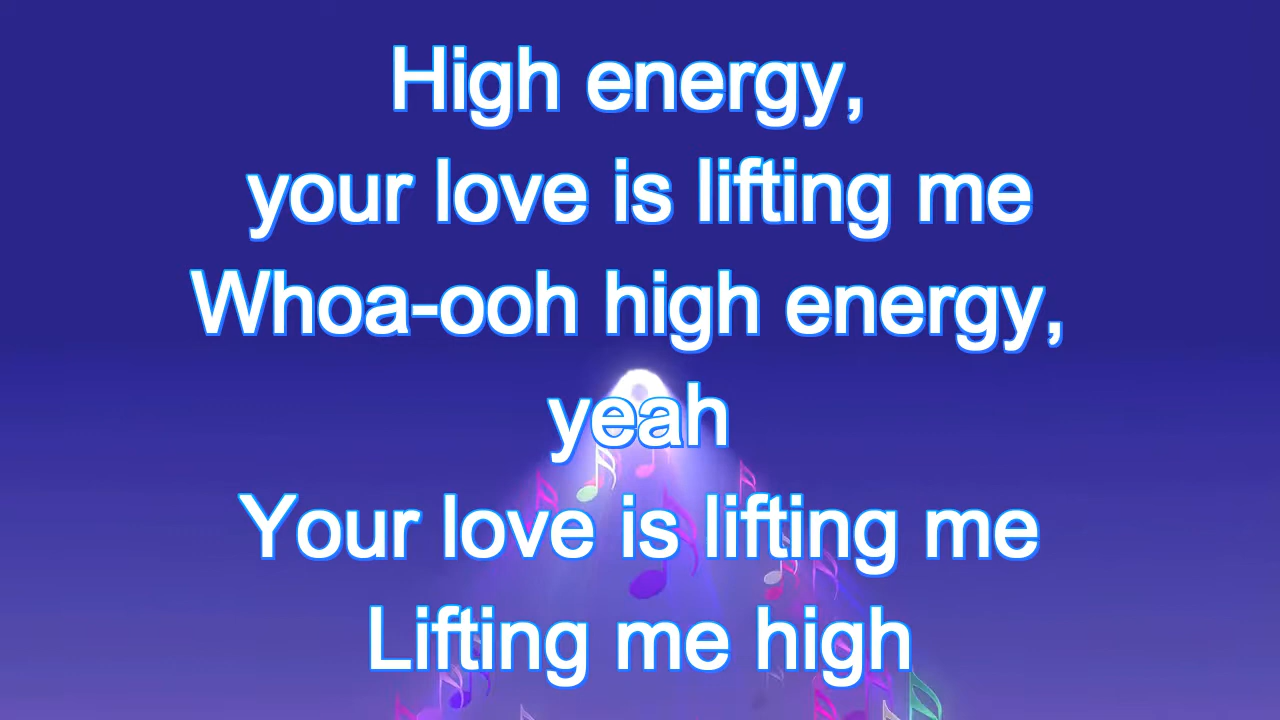 High energy,
your love is lifting me
Whoa-ooh high energy,
yeah
Your love is lifting me
Lifting me high